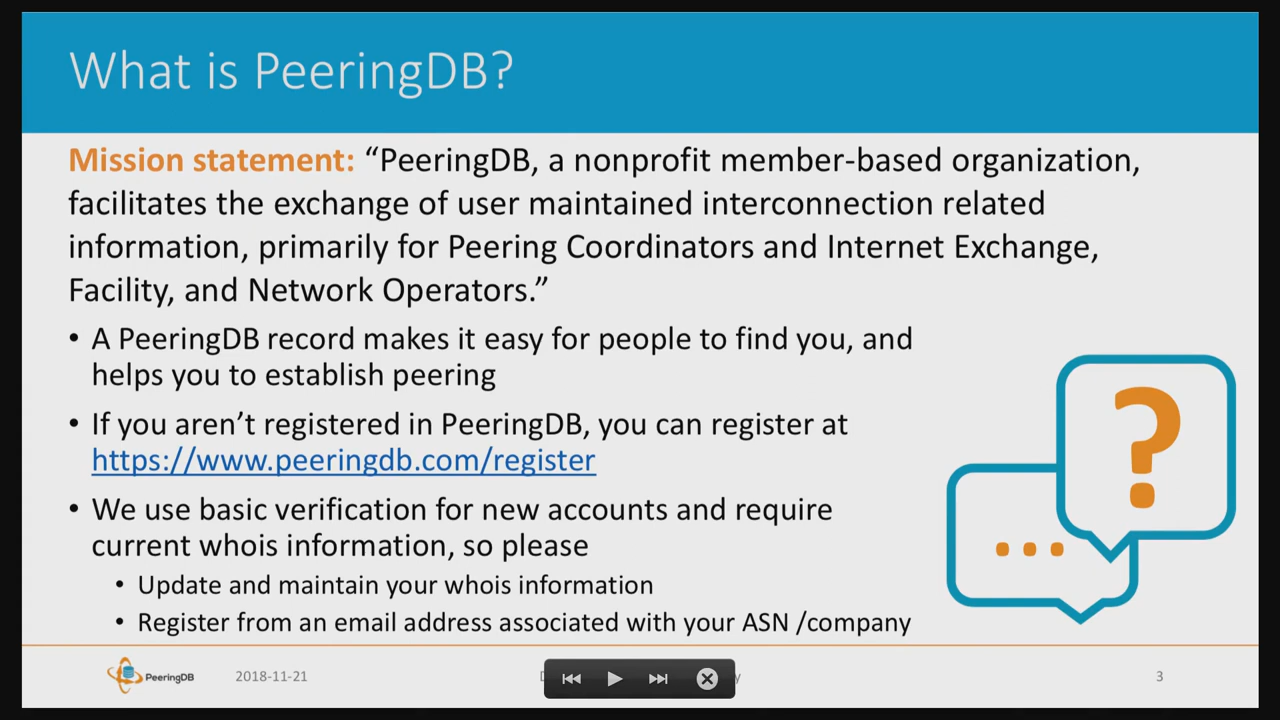 What is PeeringDB?
Mission statement: “PeeringDB, a nonprofit member-based organization,
facilitates the exchange of user maintained interconnection related
information, primarily for Peering Coordinators and Internet Exchange,
Facility, and Network Operators.”
• A PeeringDB record makes it easy for people to find you, and
helps you to establish peering
• If you aren’t registered in PeeringDB, you can register at
https://www.peeringdb.com/register
• We use basic verification for new accounts and require
current whois information, so please
• Update and maintain your whois information
• Register from an email address associated with your ASN /company
?
...
PeeringDB
2018-11-21
3